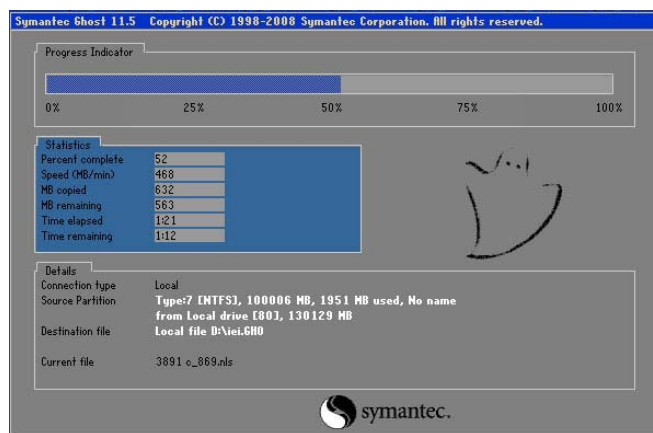 Symantec Ghost 11.5   Copyright (C) 1998-2008 Symantec Corporation. All rights reserved.
Progress Indicator
0%   25%   50%   75%   100%
Statistics
Percent complete   52
Speed (MB/min)   468
MB copied   632
MB remaining   563
Time elapsed   1:21
Time remaining   1:12
Details
Connection type   Local
Source Partition   Type:7 [NTFS], 100006 MB, 1951 MB used, No name
from Local drive [80], 130129 MB
Destination file   Local file D:\iei.GHO
Current file   3891 c_869.nls
symantec.